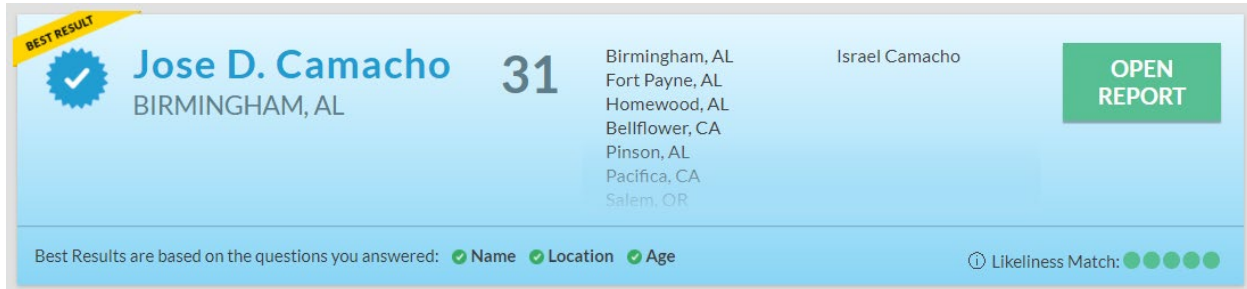 BEST RESULT
Jose D. Camacho
BIRMINGHAM, AL
31
Birmingham, AL
Fort Payne, AL
Homewood, AL
Bellflower, CA
Pinson, AL
Pacifica, CA
Salem, OR
Israel Camacho
OPEN
REPORT
Best Results are based on the questions you answered: Name Location Age
Likeliness Match: